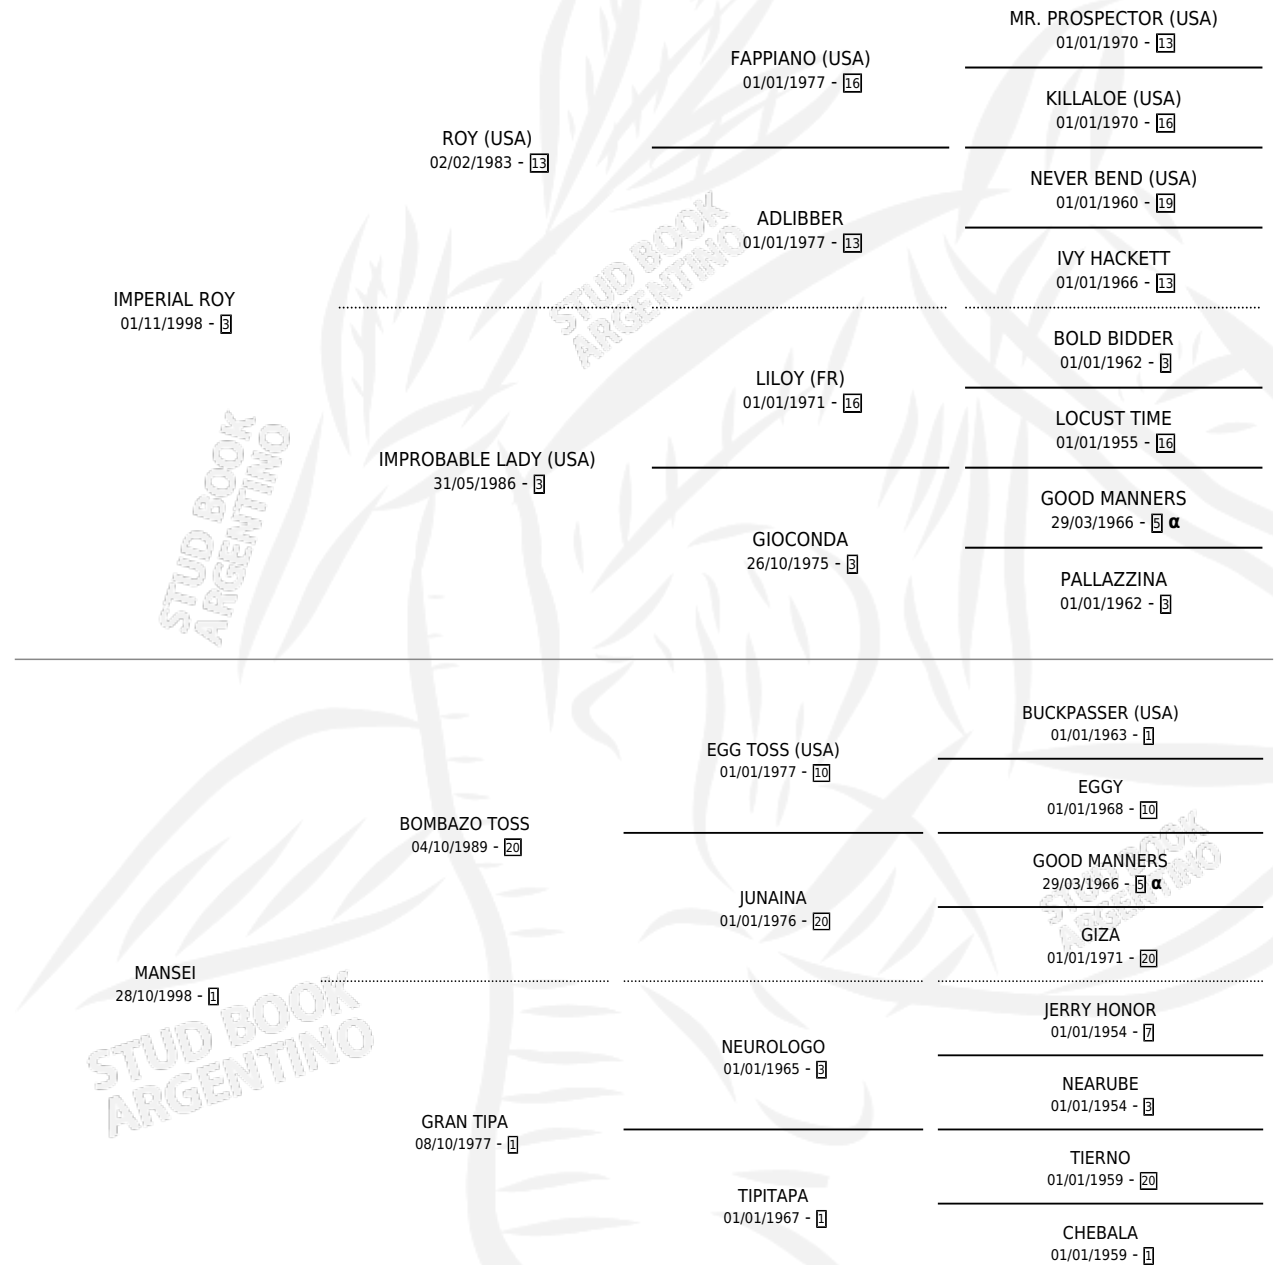 MR. PROSPECTOR (USA)
01/01/1970 - 13
FAPPIANO (USA)
01/01/1977 - 16
KILLALOE (USA)
01/01/1970 - 16
ROY (USA)
02/02/1983 - 13
NEVER BEND (USA)
01/01/1960 - 19
ADLIBBER
01/01/1977 - 13
IVY HACKETT
01/01/1966 - 13
IMPERIAL ROY
01/11/1998 - 3
BOLD BIDDER
01/01/1962 - 3
LILOY (FR)
01/01/1971 - 16
LOCUST TIME
01/01/1955 - 16
IMPROBABLE LADY (USA)
31/05/1986 - 3
GOOD MANNERS
29/03/1966 - 5 α
GIOCONDA
26/10/1975 - 3
PALLAZZINA
01/01/1962 - 3
BUCKPASSER (USA)
01/01/1963 - 1
EGG TOSS (USA)
01/01/1977 - 10
EGGY
01/01/1968 - 10
BOMBAZO TOSS
04/10/1989 - 20
GOOD MANNERS
29/03/1966 - 5 α
JUNAINA
01/01/1976 - 20
GIZA
01/01/1971 - 20
MANSEI
28/10/1998 - 1
JERRY HONOR
01/01/1954 - 7
NEUROLOGO
01/01/1965 - 3
NEARUBE
01/01/1954 - 3
GRAN TIPA
08/10/1977 - 1
TIERNO
01/01/1959 - 20
TIPITAPA
01/01/1967 - 1
CHEBALA
01/01/1959 - 1
STUD BOOK
ARGENTINO
STUD BOOK
ARGENTINO
STUD BOOK
ARGENTINO
STUD BOOK
ARGENTINO